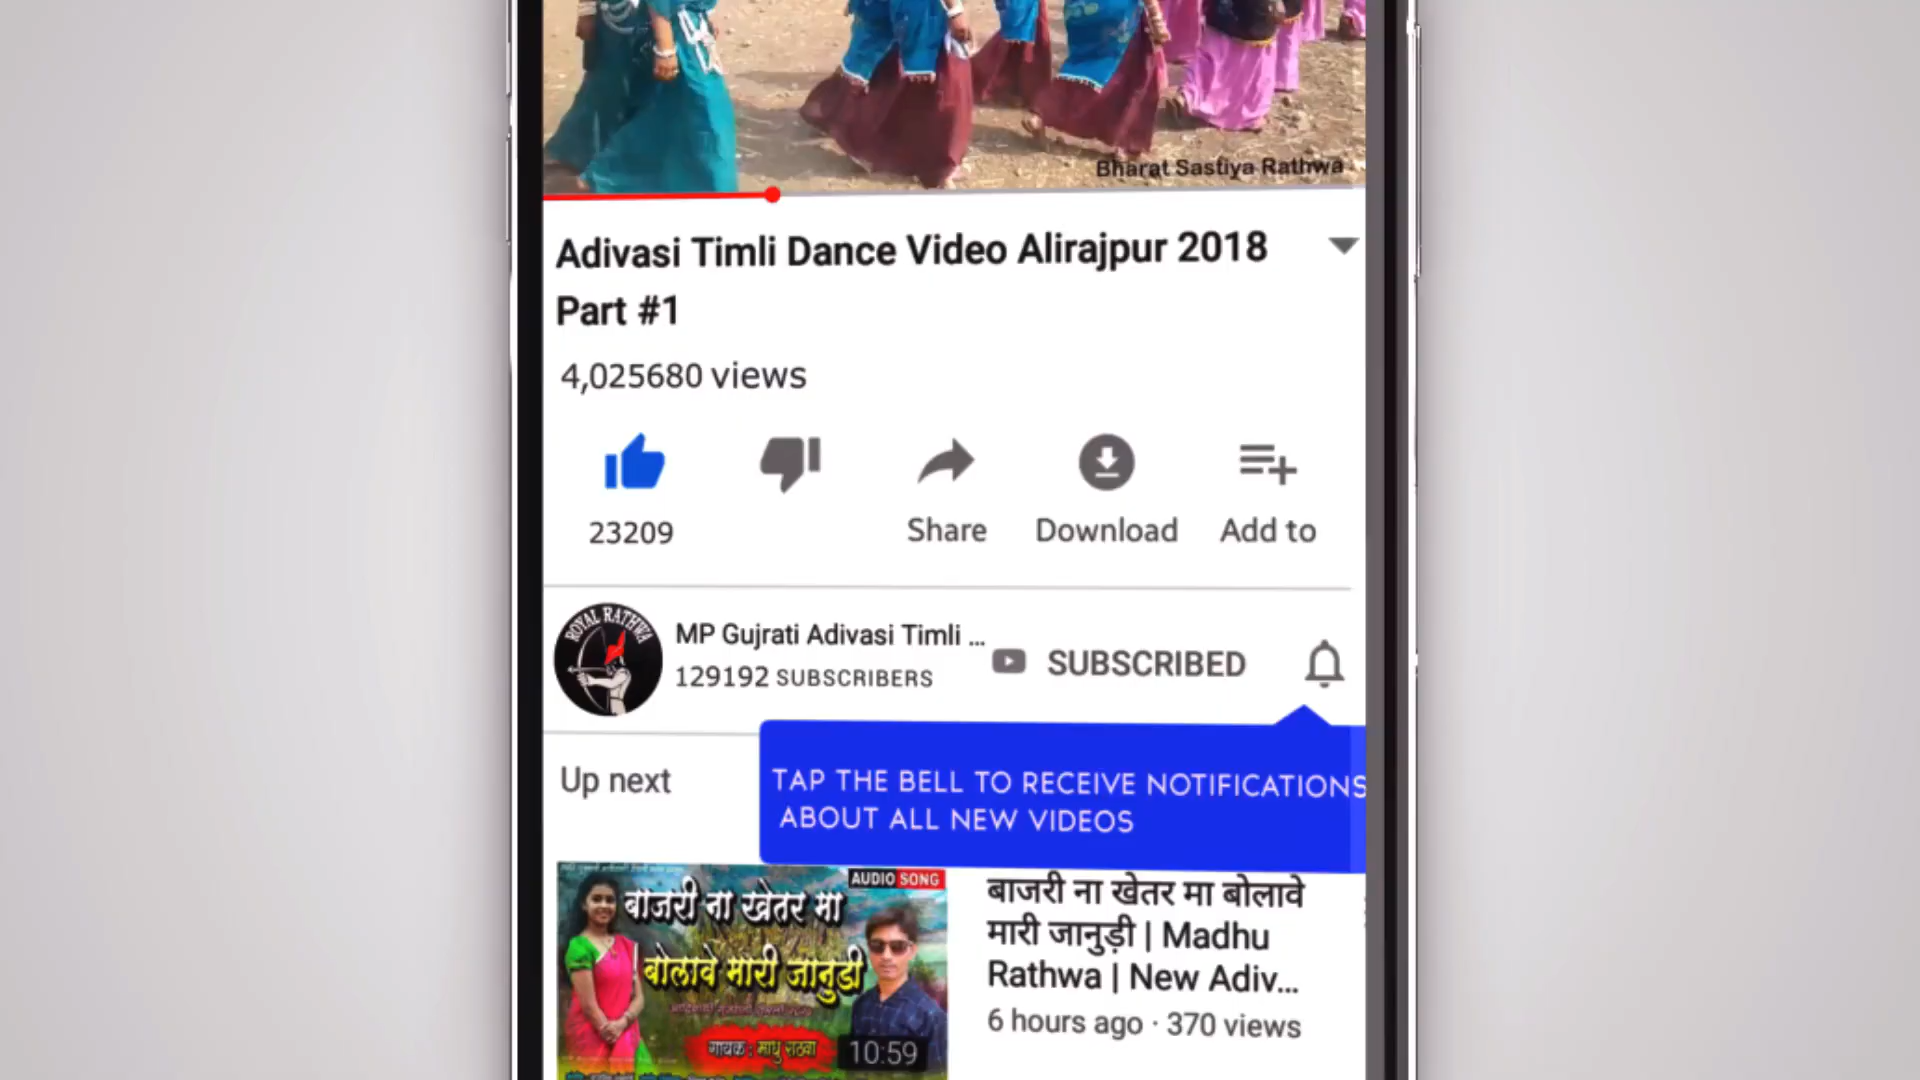 Bharat Sastiya Rathwa
Adivasi Timli Dance Video Alirajpur 2018
Part #1
4,025680 views
23209
Share
Download
Add to
ROYAL RATHWA
MP Gujrati Adivasi Timli ...
129192 SUBSCRIBERS
SUBSCRIBED
TAP THE BELL TO RECEIVE NOTIFICATIONS
ABOUT ALL NEW VIDEOS
Up next
AUDIO SONG
बाजरी ना खेतर मा
बोलावे मारी जानुडी
गायक : माधु राठवा
10:59
बाजरी ना खेतर मा बोलावे
मारी जानुड़ी | Madhu
Rathwa | New Adiv...
6 hours ago · 370 views